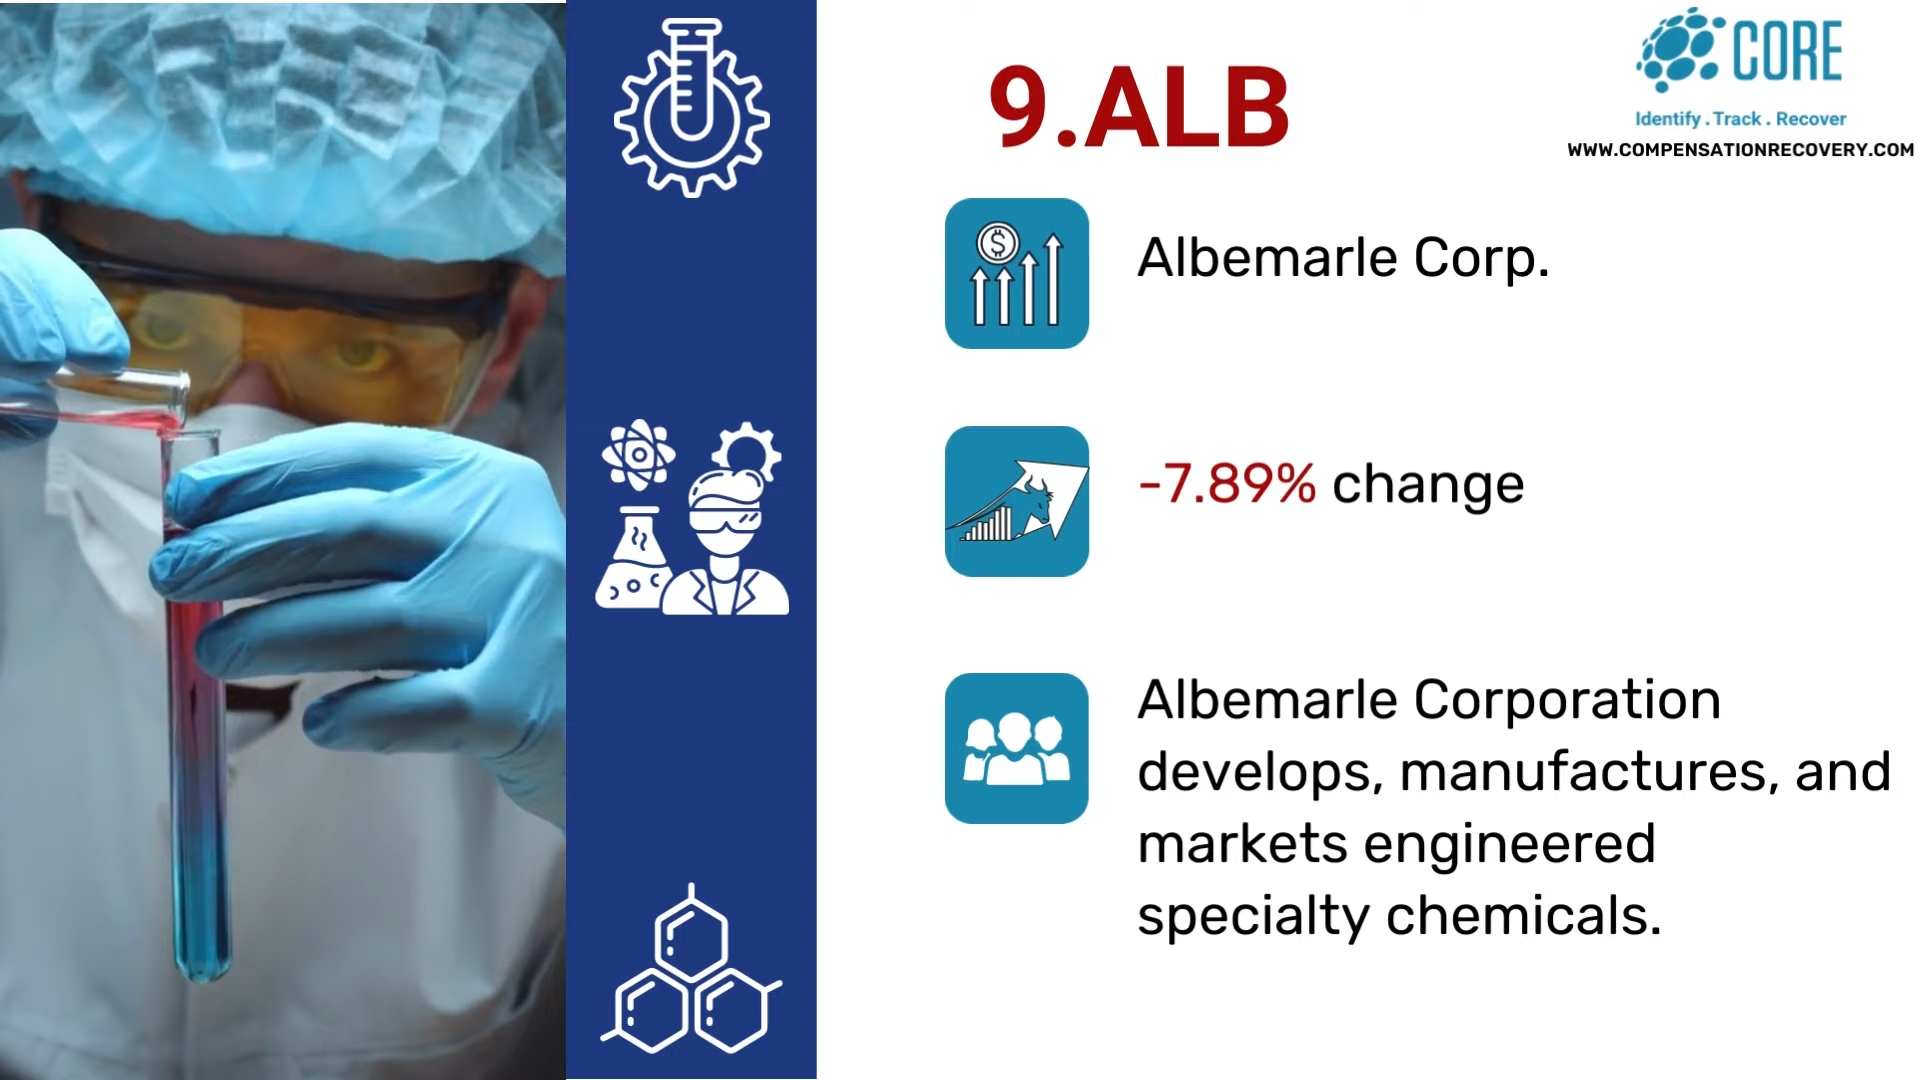 9.ALB
CORE
Identify . Track . Recover
WWW.COMPENSATIONRECOVERY.COM
$
Albemarle Corp.
-7.89% change
Albemarle Corporation
develops, manufactures, and
markets engineered
specialty chemicals.